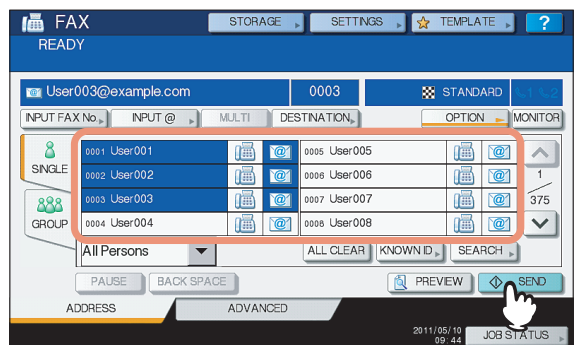 FAX STORAGE SETTINGS TEMPLATE ?
READY
User003@example.com 0003 STANDARD 1 2
INPUT FAX No. INPUT @ MULTI DESTINATION OPTION MONITOR
SINGLE
GROUP
0001 User001 0005 User005
0002 User002 0006 User006
0003 User003 0007 User007
0004 User004 0008 User008
1
375
All Persons ALL CLEAR KNOWN ID SEARCH
PAUSE BACK SPACE PREVIEW SEND
ADDRESS ADVANCED
2011/05/10
09:44
JOB STATUS